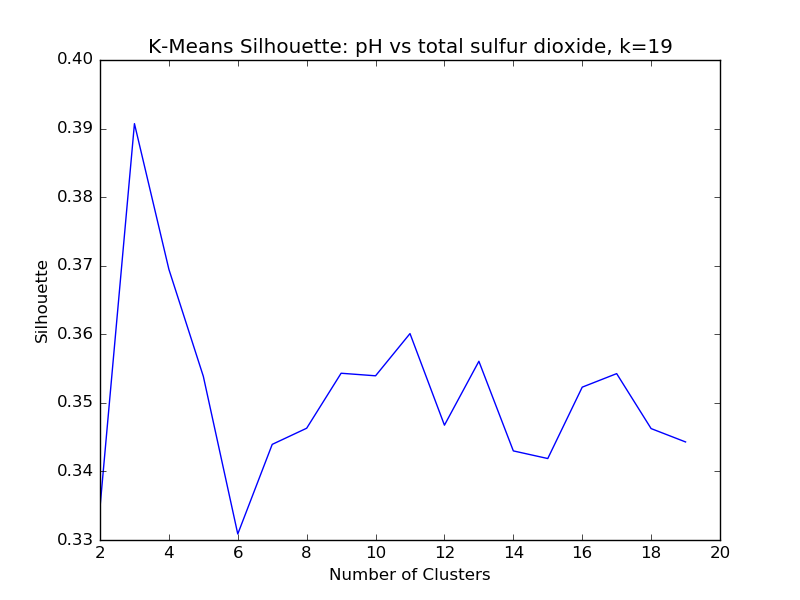 K-Means Silhouette: pH vs total sulfur dioxide, k=19
0.40
0.39
0.38
0.37
0.36
0.35
0.34
0.33
Silhouette
2 4 6 8 10 12 14 16 18 20
Number of Clusters